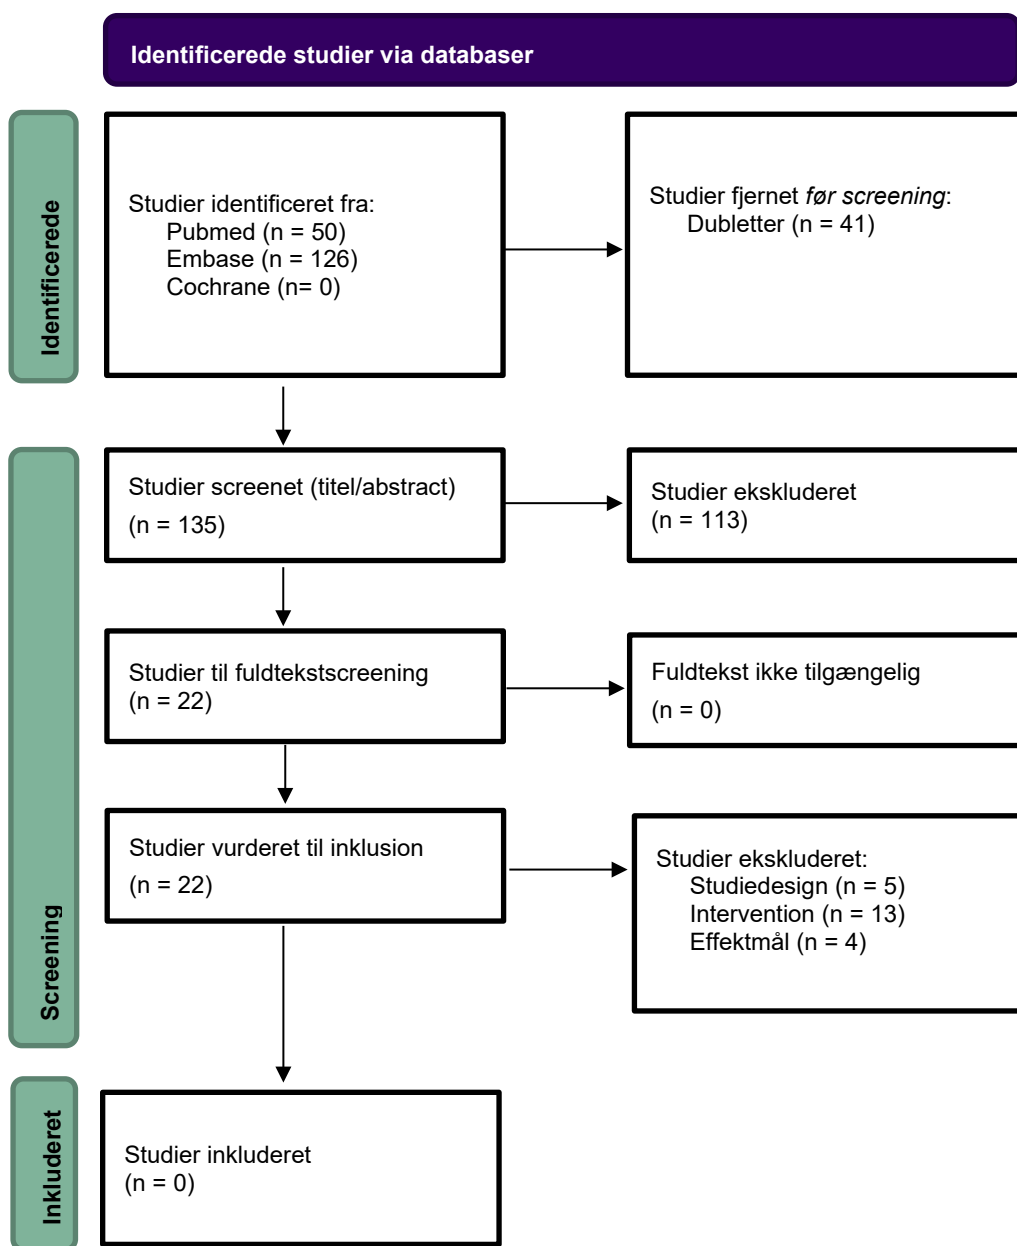 Identificerede studier via databaser
Identificerede
Studier identificeret fra:
Pubmed (n = 50)
Embase (n = 126)
Cochrane (n= 0)
Studier fjernet før screening:
Dubletter (n = 41)
Screening
Studier screenet (titel/abstract)
(n = 135)
Studier ekskluderet
(n = 113)
Studier til fuldtekstscreening
(n = 22)
Fuldtekst ikke tilgængelig
(n = 0)
Studier vurderet til inklusion
(n = 22)
Studier ekskluderet:
Studiedesign (n = 5)
Intervention (n = 13)
Effektmål (n = 4)
Inkluderet
Studier inkluderet
(n = 0)